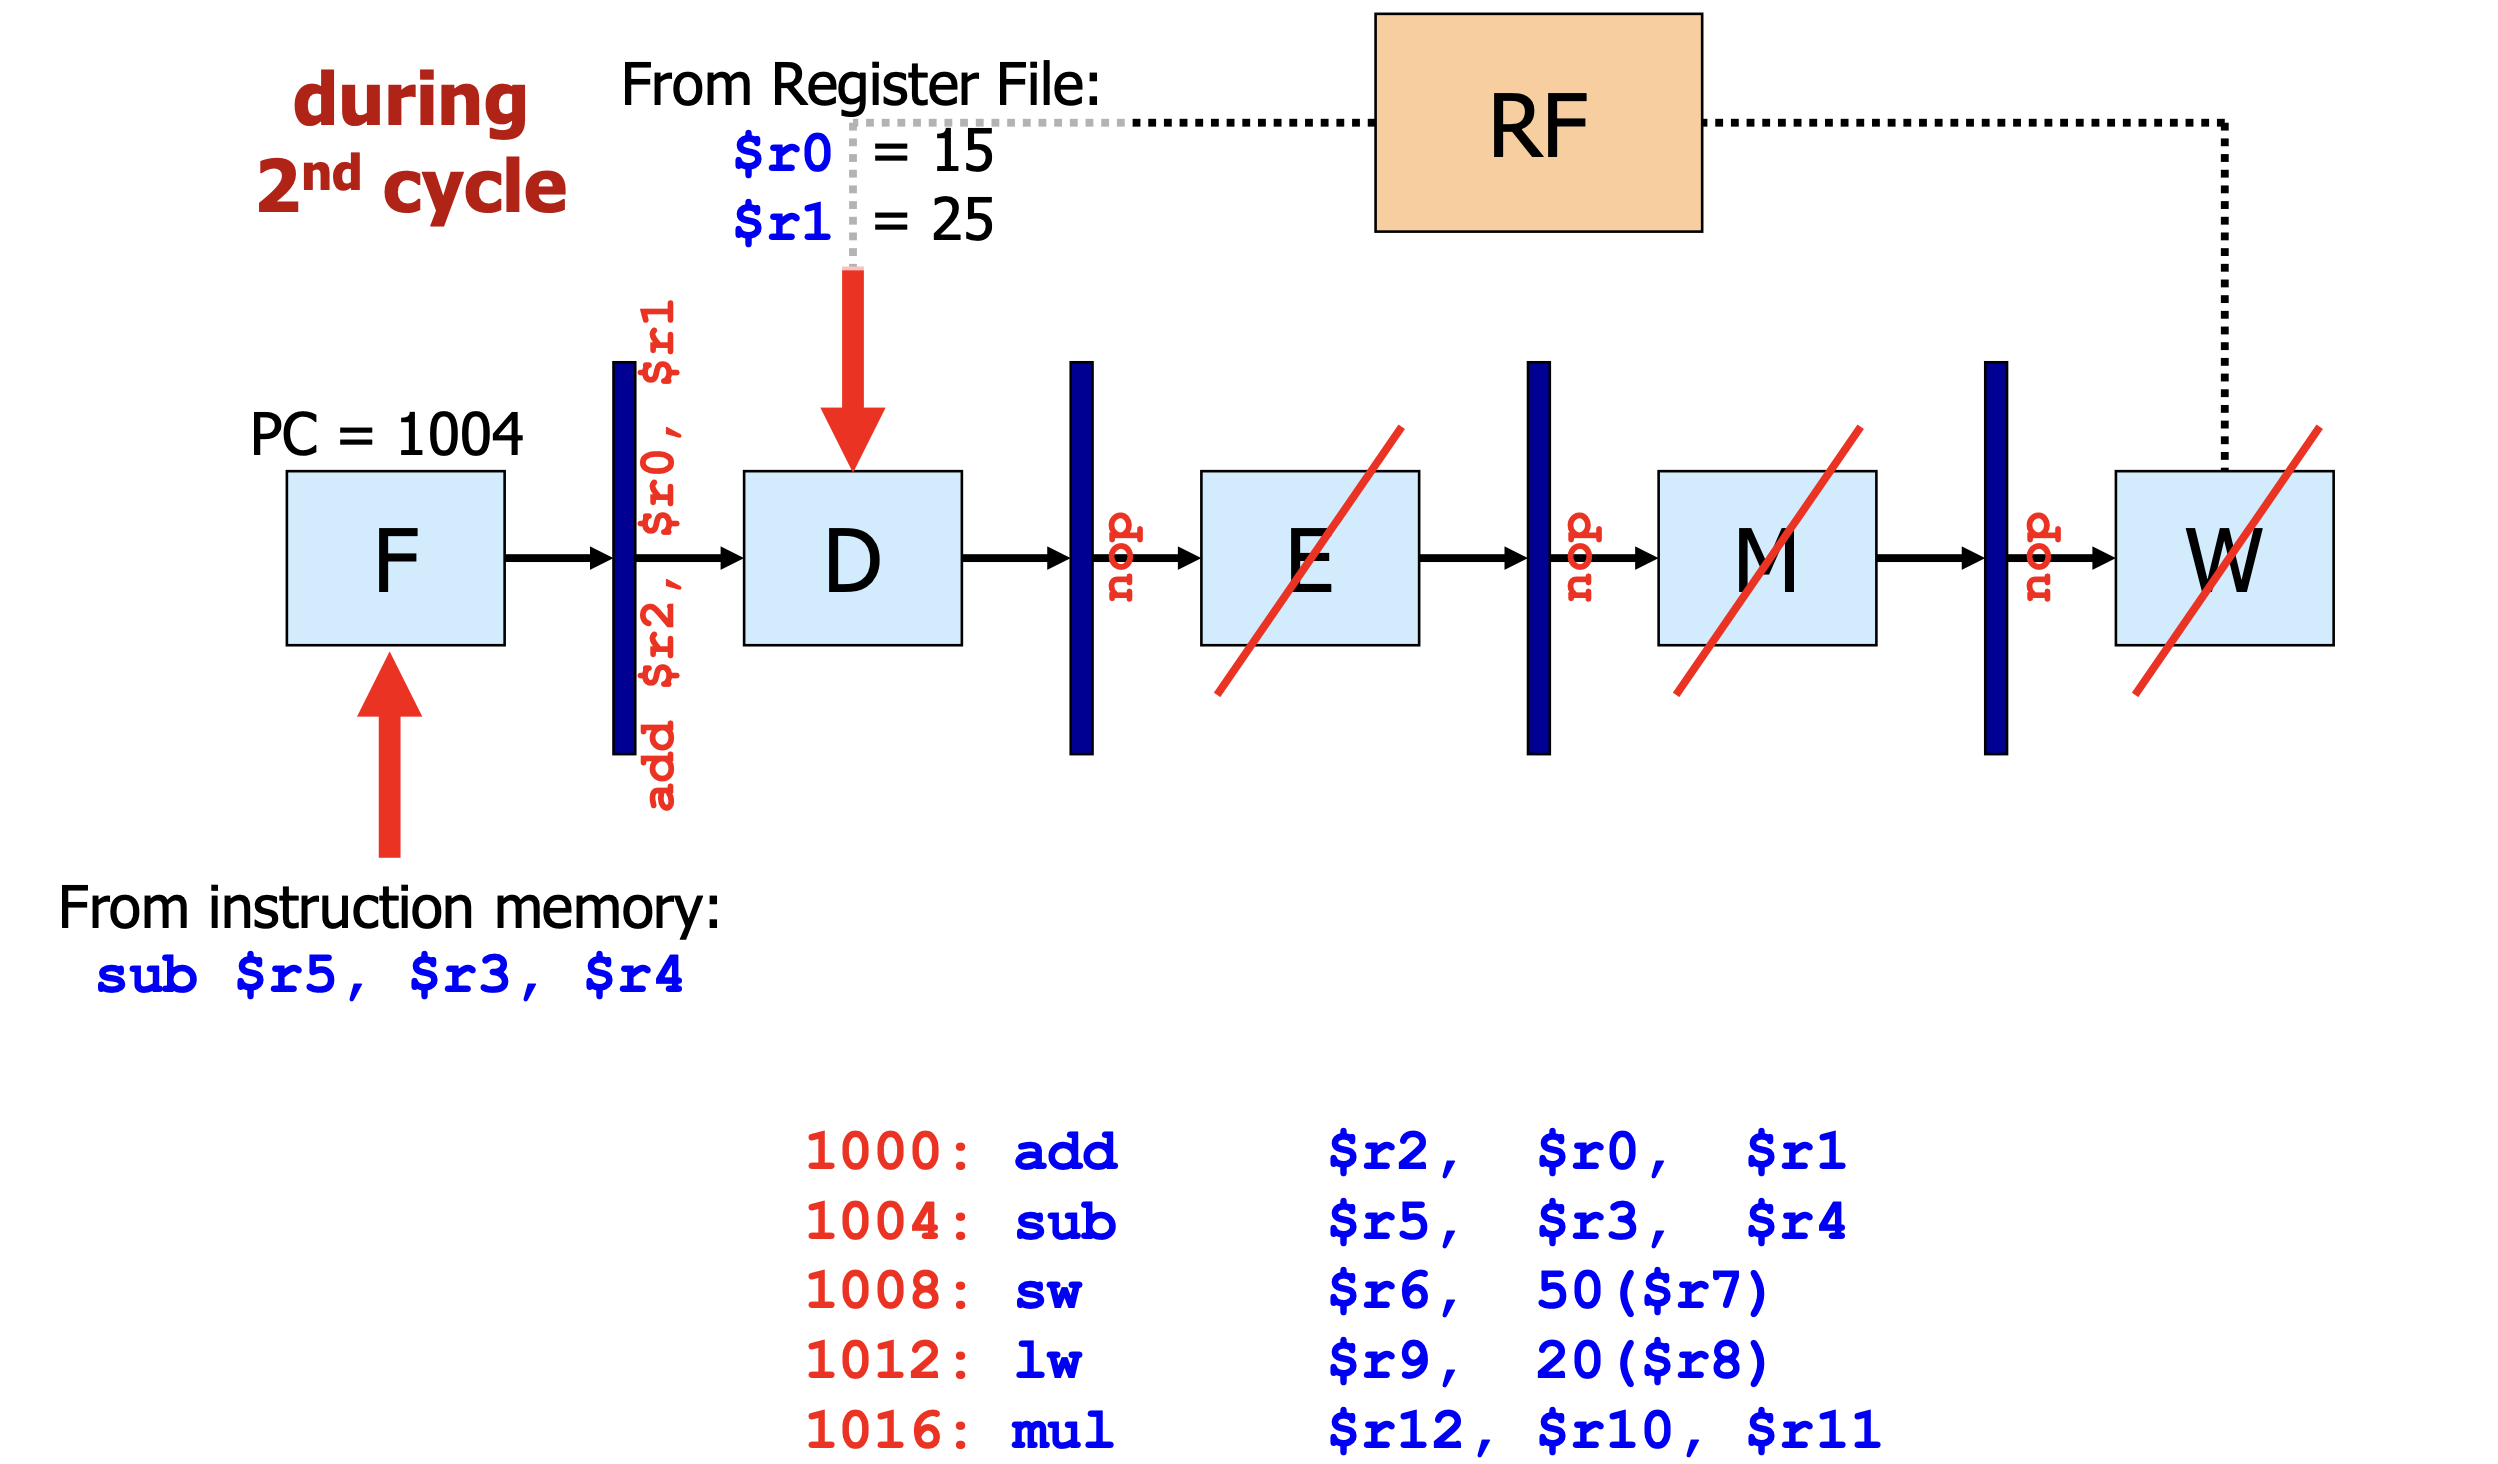 during
2nd cycle
From Register File:
$r0 = 15
$r1 = 25
RF
PC = 1004
F
add $r2, $r0, $r1
D
nop
E
nop
M
nop
W
From instruction memory:
sub $r5, $r3, $r4
1000: add $r2, $r0, $r1
1004: sub $r5, $r3, $r4
1008: sw $r6, 50($r7)
1012: lw $r9, 20($r8)
1016: mul $r12, $r10, $r11